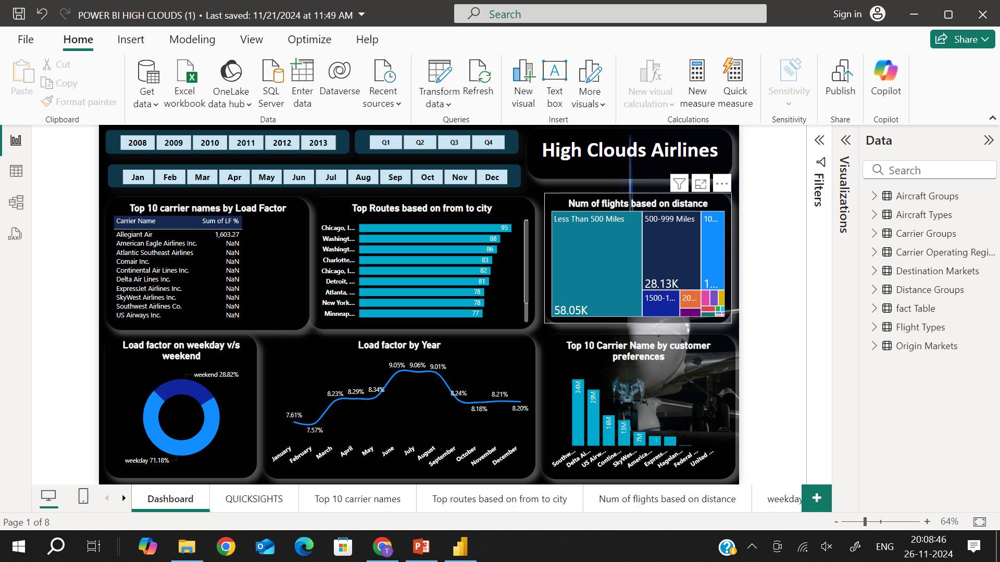 POWER BI HIGH CLOUDS (1) • Last saved: 11/21/2024 at 11:49 AM
Search
Sign in
File
Home
Insert
Modeling
View
Optimize
Help
Share
Paste
Cut
Copy
Format painter
Clipboard
Get data
Excel workbook
OneLake data hub
SQL Server
Enter data
Dataverse
Recent sources
Data
Transform data
Refresh
Queries
New visual
Text box
More visuals
Insert
New visual calculation
New measure
Quick measure
Calculations
Sensitivity
Sensitivity
Publish
Share
Copilot
Copilot
2008 2009 2010 2011 2012 2013
Q1 Q2 Q3 Q4
High Clouds Airlines
Jan Feb Mar Apr May Jun Jul Aug Sep Oct Nov Dec
Top 10 carrier names by Load Factor
Carrier Name Sum of LF %
Allegiant Air 1,603.27
American Eagle Airlines Inc. NaN
Atlantic Southeast Airlines NaN
Comair Inc. NaN
Continental Air Lines Inc. NaN
Delta Air Lines Inc. NaN
ExpressJet Airlines Inc. NaN
SkyWest Airlines Inc. NaN
Southwest Airlines Co. NaN
US Airways Inc. NaN
Top Routes based on from to city
Chicago, I... 95
Washingt... 88
Washingt... 86
Charlotte... 83
Chicago, I... 82
Detroit, ... 81
Atlanta, ... 78
New York... 78
Minneap... 77
Num of flights based on distance
Less Than 500 Miles
58.05K
500-999 Miles
28.13K
10...
1...
1500-1...
20...
Load factor on weekday v/s
weekend
weekend 28.82%
weekday 71.18%
Load factor by Year
7.61%
7.57%
8.23%
8.29%
8.34%
9.05%
9.06%
9.01%
8.24%
8.18%
8.21%
8.20%
January
February
March
April
May
June
July
August
September
October
November
December
Top 10 Carrier Name by customer
preferences
34M
29M
16M
13M
7M
...
Southw...
Delta Ai...
US Airw...
Contine...
SkyWes...
America...
Express...
Hagelan...
Federal ...
United ...
Filters
Visualizations
Data
Search
Aircraft Groups
Aircraft Types
Carrier Groups
Carrier Operating Regi...
Destination Markets
Distance Groups
fact Table
Flight Types
Origin Markets
DAX
Dashboard
QUICKSIGHTS
Top 10 carrier names
Top routes based on from to city
Num of flights based on distance
weekday
Page 1 of 8
64%
ENG
20:08:46
26-11-2024